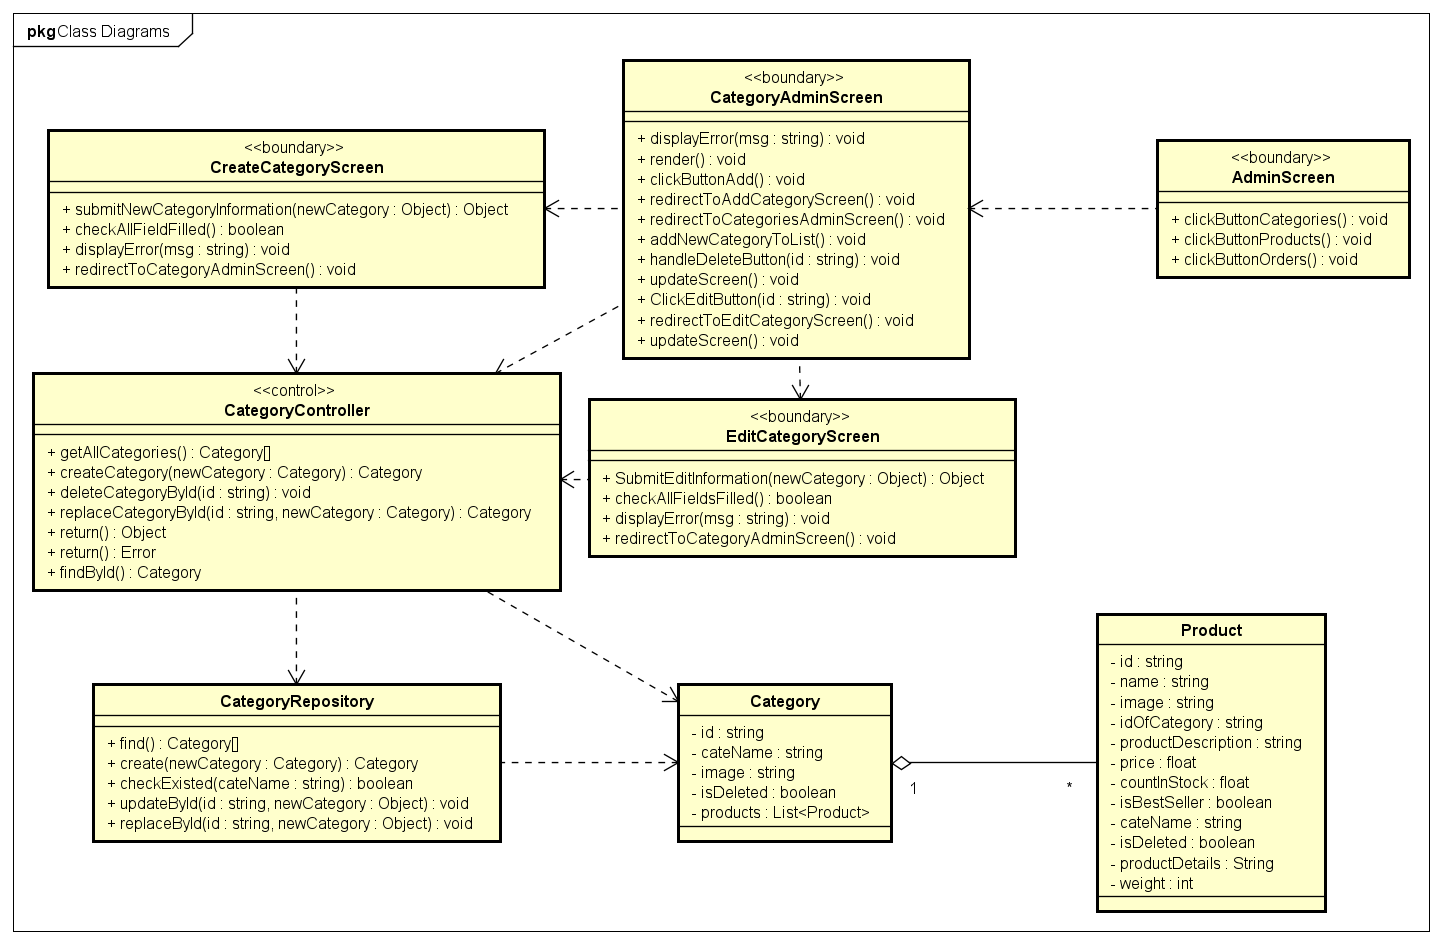 pkg Class Diagrams
<<boundary>>
CategoryAdminScreen
+ displayError(msg : string) : void
+ render() : void
+ clickButtonAdd() : void
+ redirectToAddCategoryScreen() : void
+ redirectToCategoriesAdminScreen() : void
+ addNewCategoryToList() : void
+ handleDeleteButton(id : string) : void
+ updateScreen() : void
+ ClickEditButton(id : string) : void
+ redirectToEditCategoryScreen() : void
+ updateScreen() : void
<<boundary>>
CreateCategoryScreen
+ submitNewCategoryInformation(newCategory : Object) : Object
+ checkAllFieldFilled() : boolean
+ displayError(msg : string) : void
+ redirectToCategoryAdminScreen() : void
<<boundary>>
AdminScreen
+ clickButtonCategories() : void
+ clickButtonProducts() : void
+ clickButtonOrders() : void
<<control>>
CategoryController
+ getAllCategories() : Category[]
+ createCategory(newCategory : Category) : Category
+ deleteCategoryById(id : string) : void
+ replaceCategoryById(id : string, newCategory : Category) : Category
+ return() : Object
+ return() : Error
+ findById() : Category
<<boundary>>
EditCategoryScreen
+ SubmitEditInformation(newCategory : Object) : Object
+ checkAllFieldsFilled() : boolean
+ displayError(msg : string) : void
+ redirectToCategoryAdminScreen() : void
CategoryRepository
+ find() : Category[]
+ create(newCategory : Category) : Category
+ checkExisted(cateName : string) : boolean
+ updateById(id : string, newCategory : Object) : void
+ replaceById(id : string, newCategory : Object) : void
Category
- id : string
- cateName : string
- image : string
- isDeleted : boolean
- products : List<Product>
1
*
Product
- id : string
- name : string
- image : string
- idOfCategory : string
- productDescription : string
- price : float
- countInStock : float
- isBestSeller : boolean
- cateName : string
- isDeleted : boolean
- productDetails : String
- weight : int